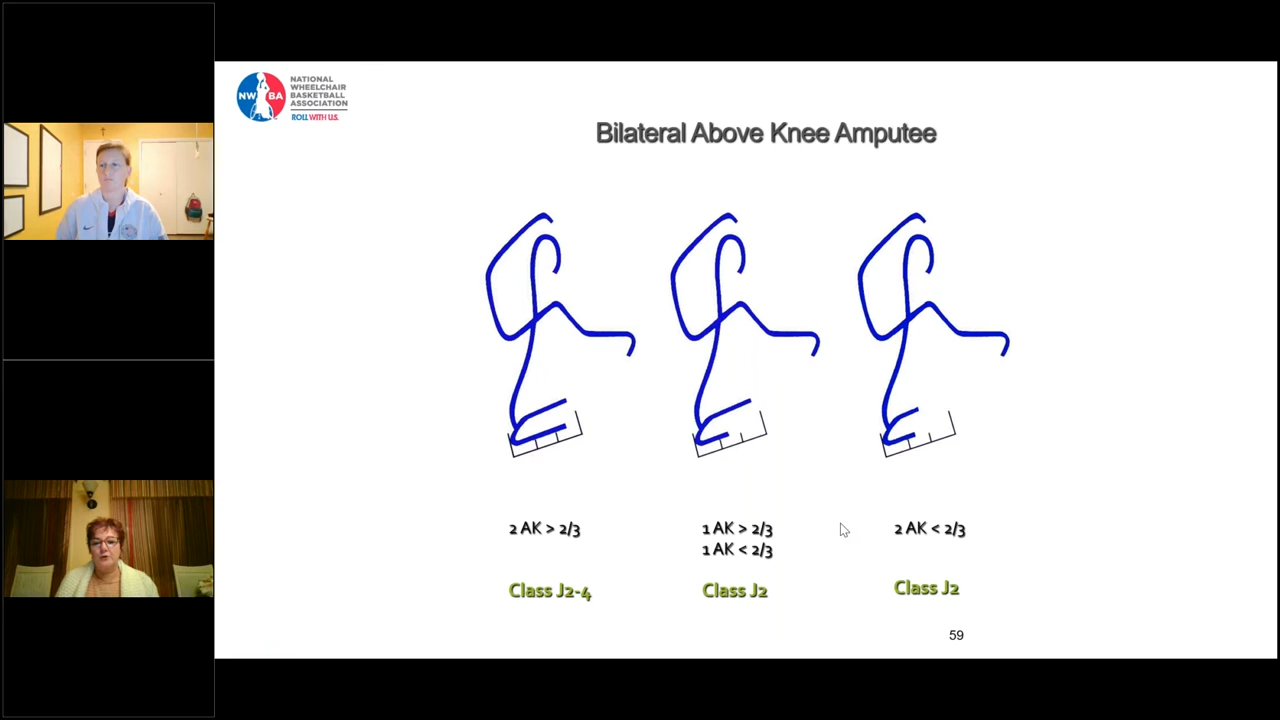 NWBA
NATIONAL
WHEELCHAIR
BASKETBALL
ASSOCIATION
ROLL WITH U.S.
Bilateral Above Knee Amputee
2 AK > 2/3
1 AK > 2/3
1 AK < 2/3
2 AK < 2/3
Class J2-4
Class J2
Class J2
59